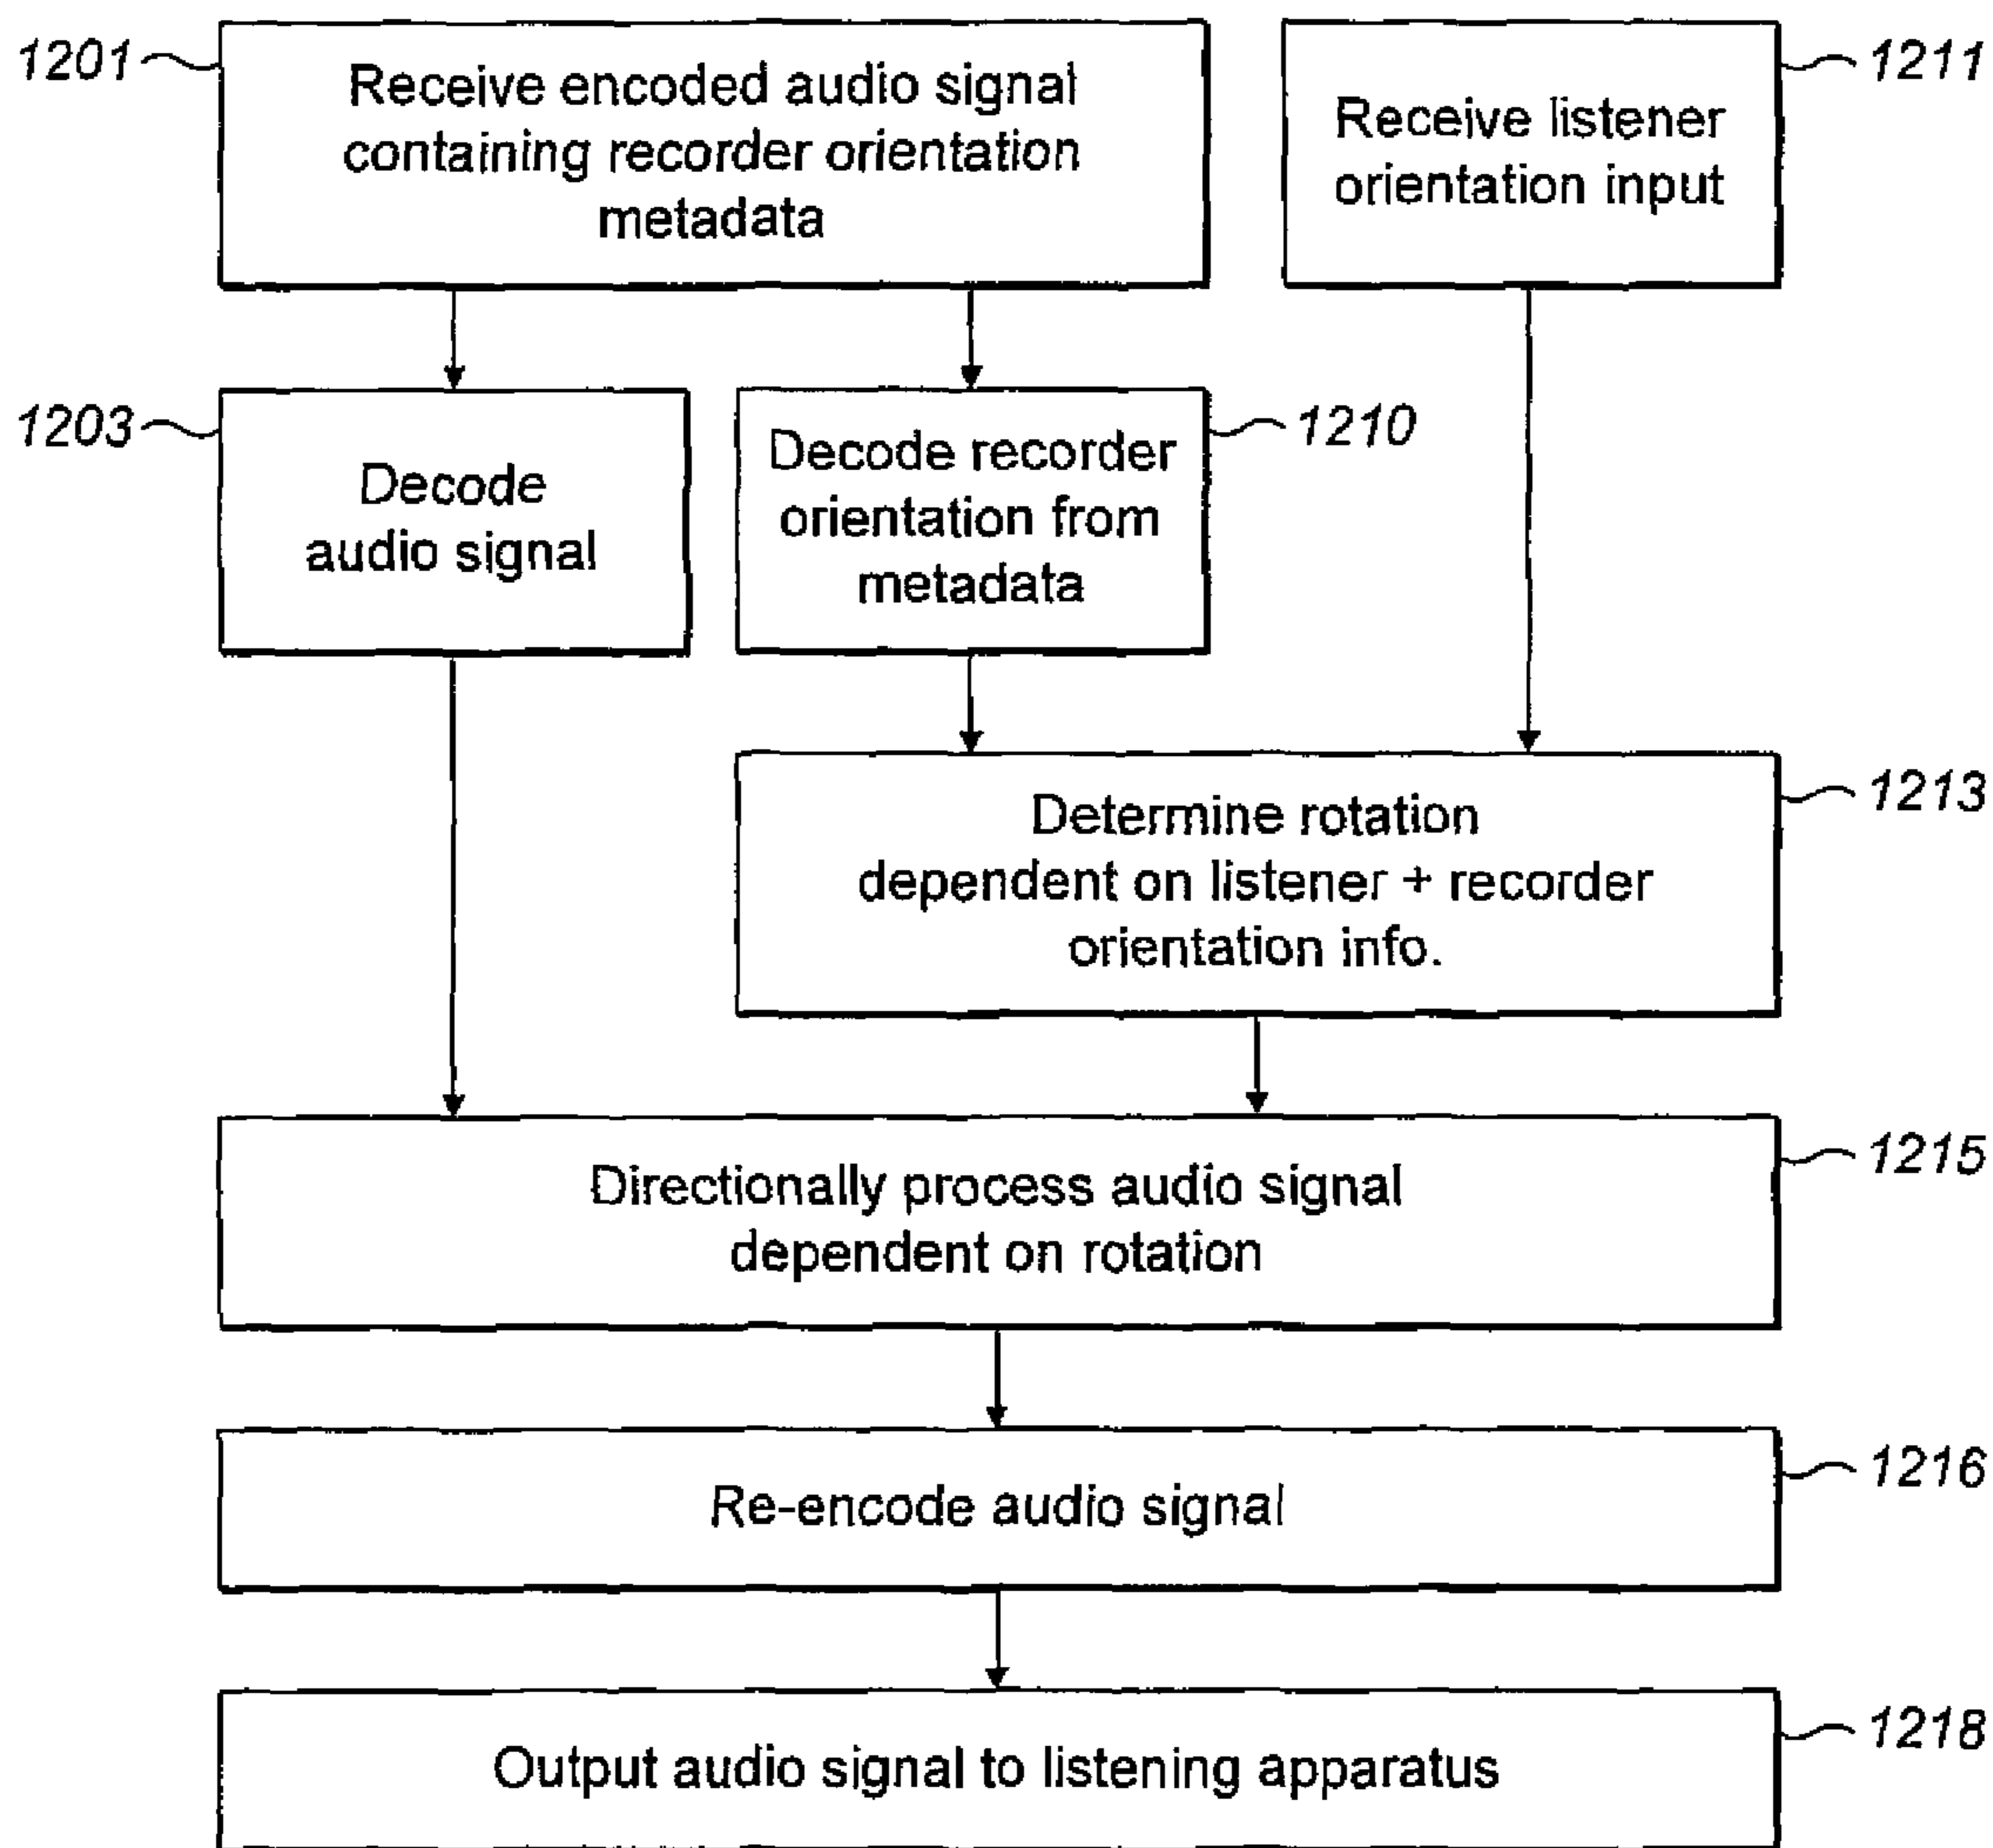 1201
Receive encoded audio signal
containing recorder orientation
metadata
Receive listener
orientation input
1211
1203
Decode
audio signal
Decode recorder
orientation from
metadata
1210
Determine rotation
dependent on listener + recorder
orientation info.
1213
Directionally process audio signal
dependent on rotation
1215
Re-encode audio signal
1216
Output audio signal to listening apparatus
1218